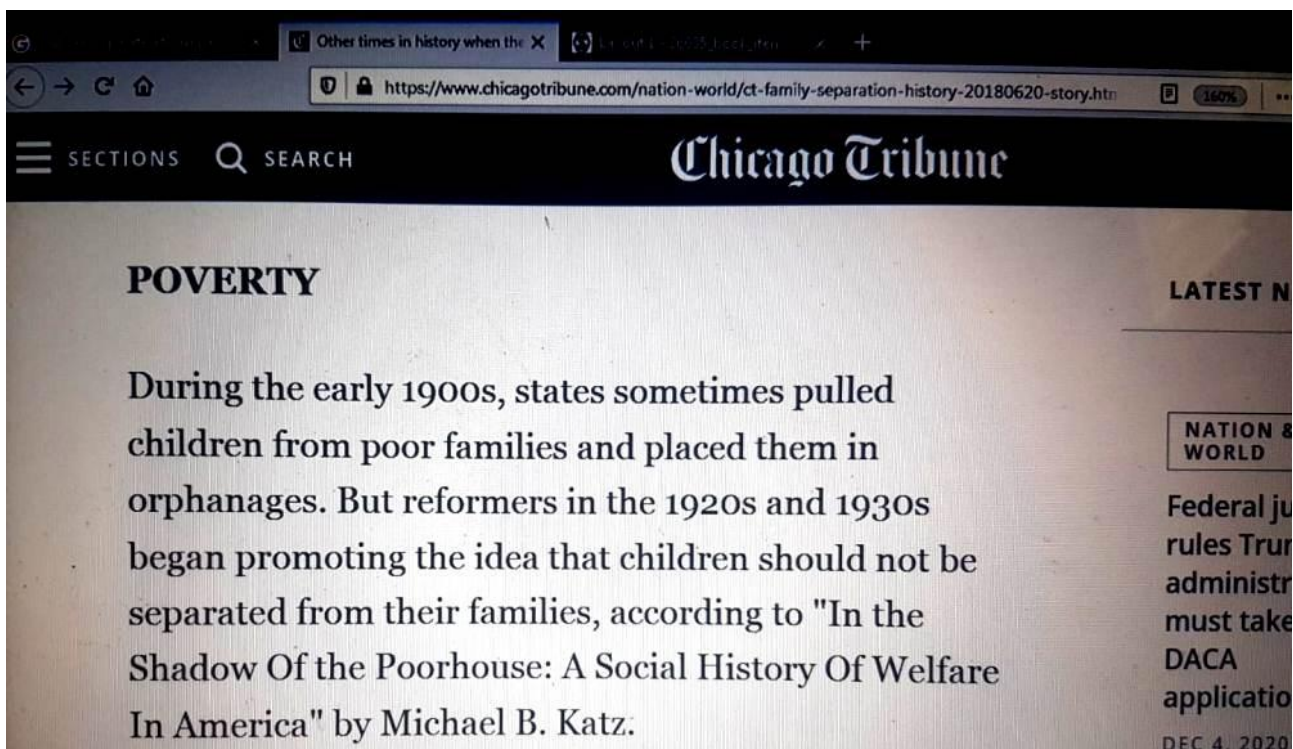 Other times in history when the
https://www.chicagotribune.com/nation-world/ct-family-separation-history-20180620-story.htm
160%
SECTIONS SEARCH Chicago Tribune
POVERTY
During the early 1900s, states sometimes pulled
children from poor families and placed them in
orphanages. But reformers in the 1920s and 1930s
began promoting the idea that children should not be
separated from their families, according to "In the
Shadow Of the Poorhouse: A Social History Of Welfare
In America" by Michael B. Katz.
LATEST N
NATION &
WORLD
Federal ju
rules Trum
administr
must take
DACA
applicatio
DEC 4, 2020